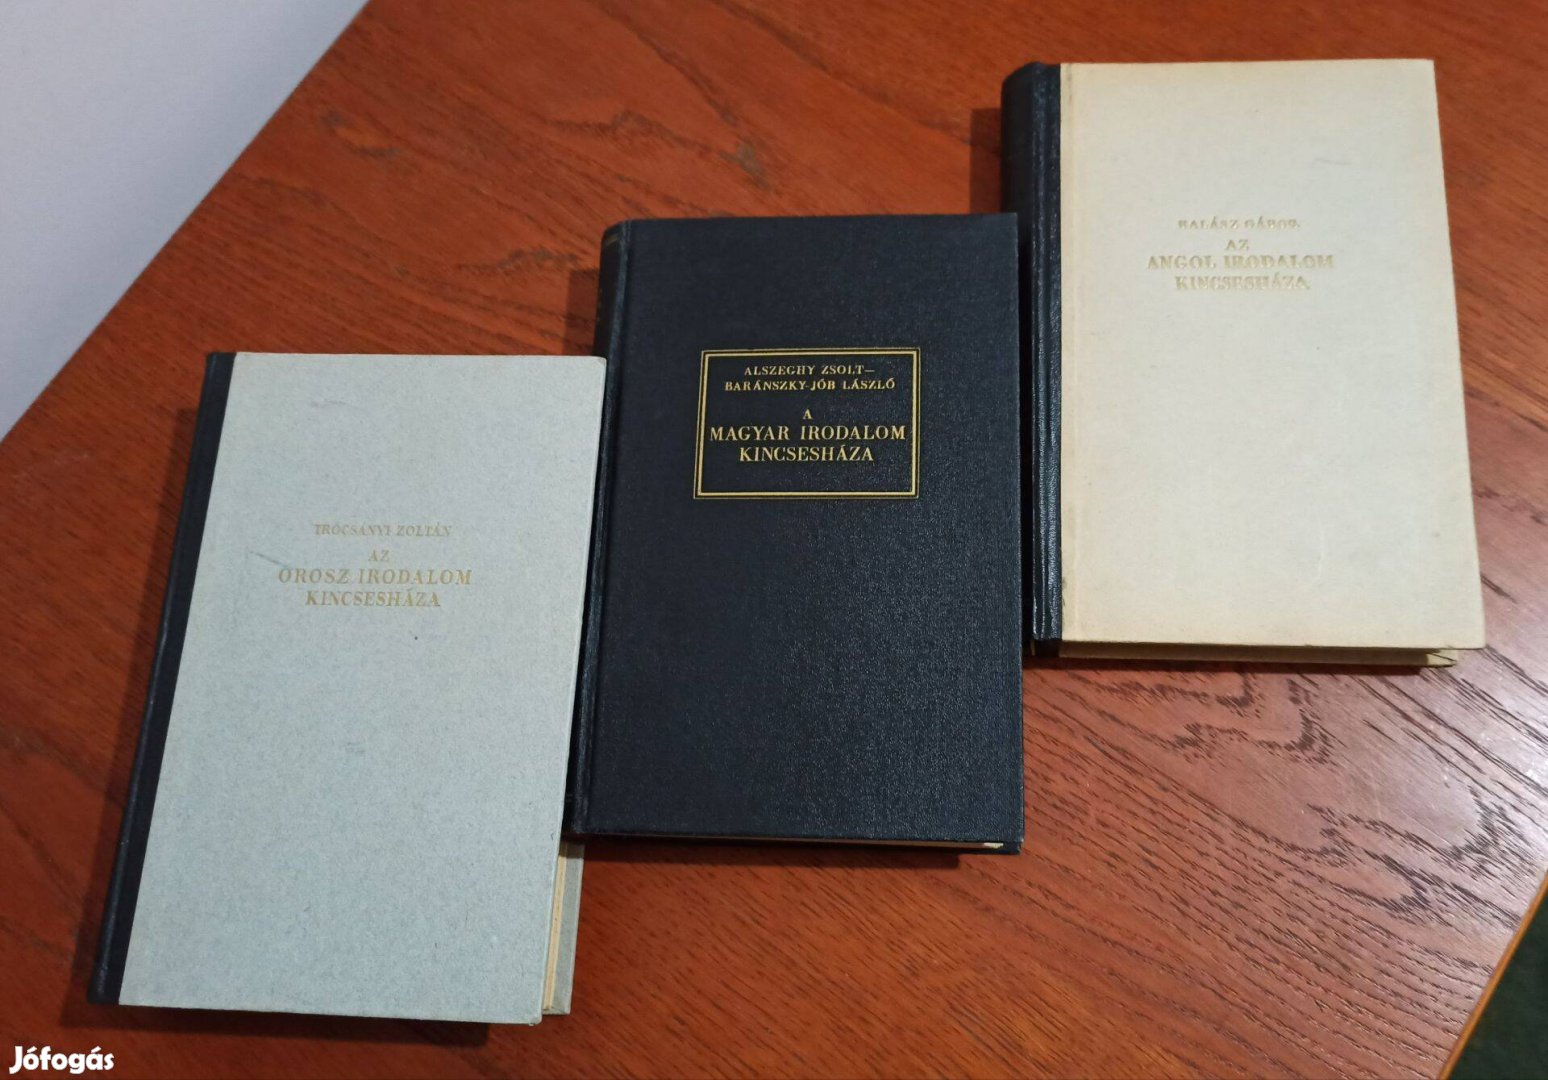 TRÓCSÁNYI ZOLTÁN
AZ
OROSZ IRODALOM
KINCSESHÁZA
ALSZEGHY ZSOLT—
BARÁNSZKY-JÓB LÁSZLÓ
A
MAGYAR IRODALOM
KINCSESHÁZA
HALÁSZ GÁBOR
AZ
ANGOL IRODALOM
KINCSESHÁZA
Jófogás